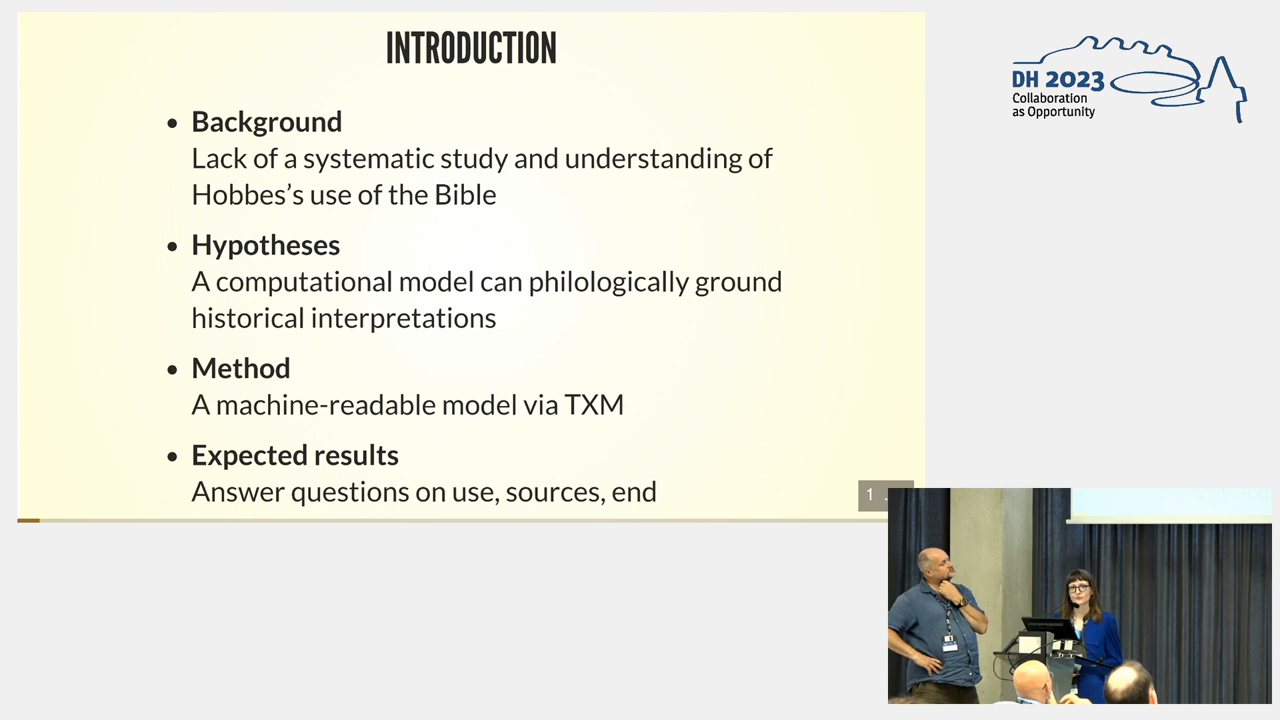 INTRODUCTION
• Background
Lack of a systematic study and understanding of
Hobbes’s use of the Bible
• Hypotheses
A computational model can philologically ground
historical interpretations
• Method
A machine-readable model via TXM
• Expected results
Answer questions on use, sources, end
1 .
DH 2023
Collaboration
as Opportunity